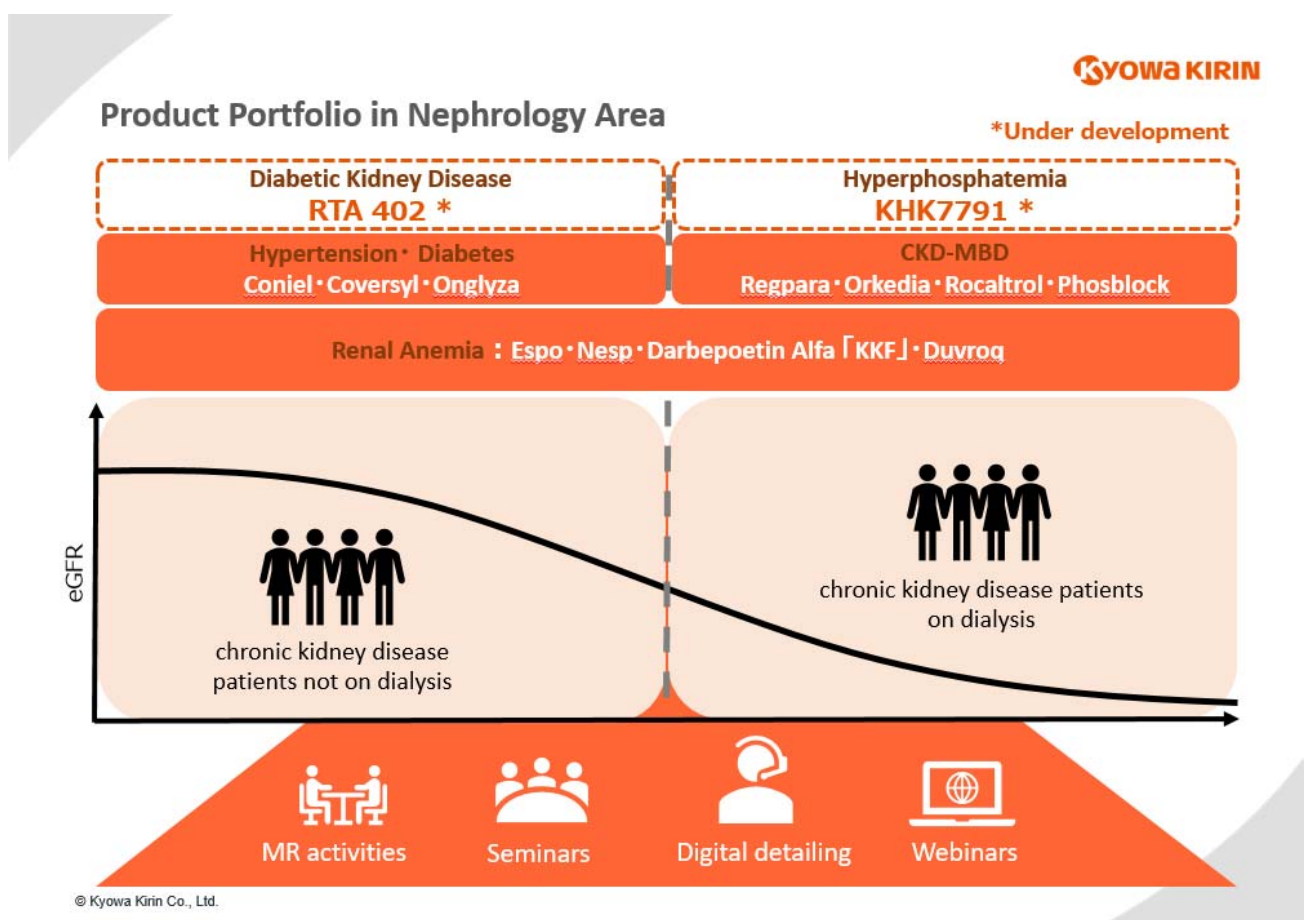 KYOWA KIRIN
Product Portfolio in Nephrology Area
*Under development
Diabetic Kidney Disease
RTA 402 *
Hyperphosphatemia
KHK7791 *
Hypertension・Diabetes
Coniel・Coversyl・Onglyza
CKD-MBD
Regpara・Orkedia・Rocaltrol・Phosblock
Renal Anemia：Espo・Nesp・Darbepoetin Alfa「KKF」・Duvroq
eGFR
chronic kidney disease
patients not on dialysis
chronic kidney disease patients
on dialysis
MR activities
Seminars
Digital detailing
Webinars
© Kyowa Kirin Co., Ltd.